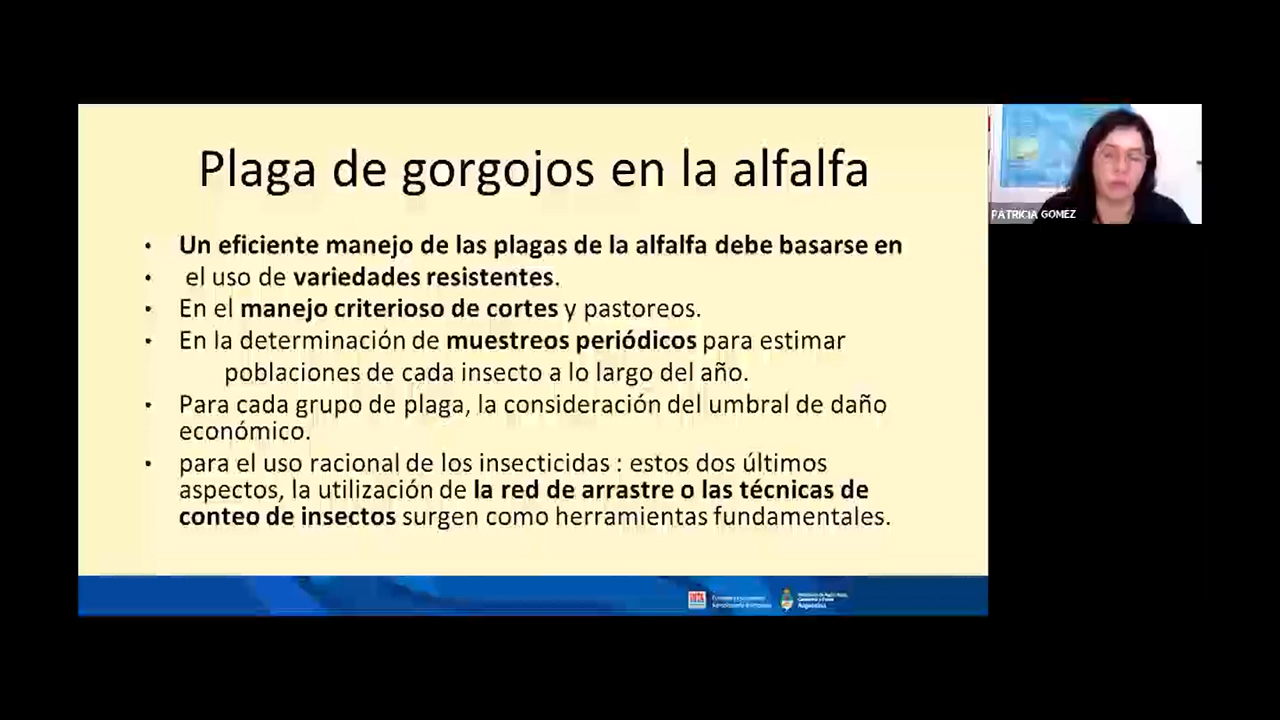 Plaga de gorgojos en la alfalfa
PATRICIA GOMEZ
• Un eficiente manejo de las plagas de la alfalfa debe basarse en
• el uso de variedades resistentes.
• En el manejo criterioso de cortes y pastoreos.
• En la determinación de muestreos periódicos para estimar
poblaciones de cada insecto a lo largo del año.
• Para cada grupo de plaga, la consideración del umbral de daño
económico.
• para el uso racional de los insecticidas : estos dos últimos
aspectos, la utilización de la red de arrastre o las técnicas de
conteo de insectos surgen como herramientas fundamentales.
INTA
Argentina